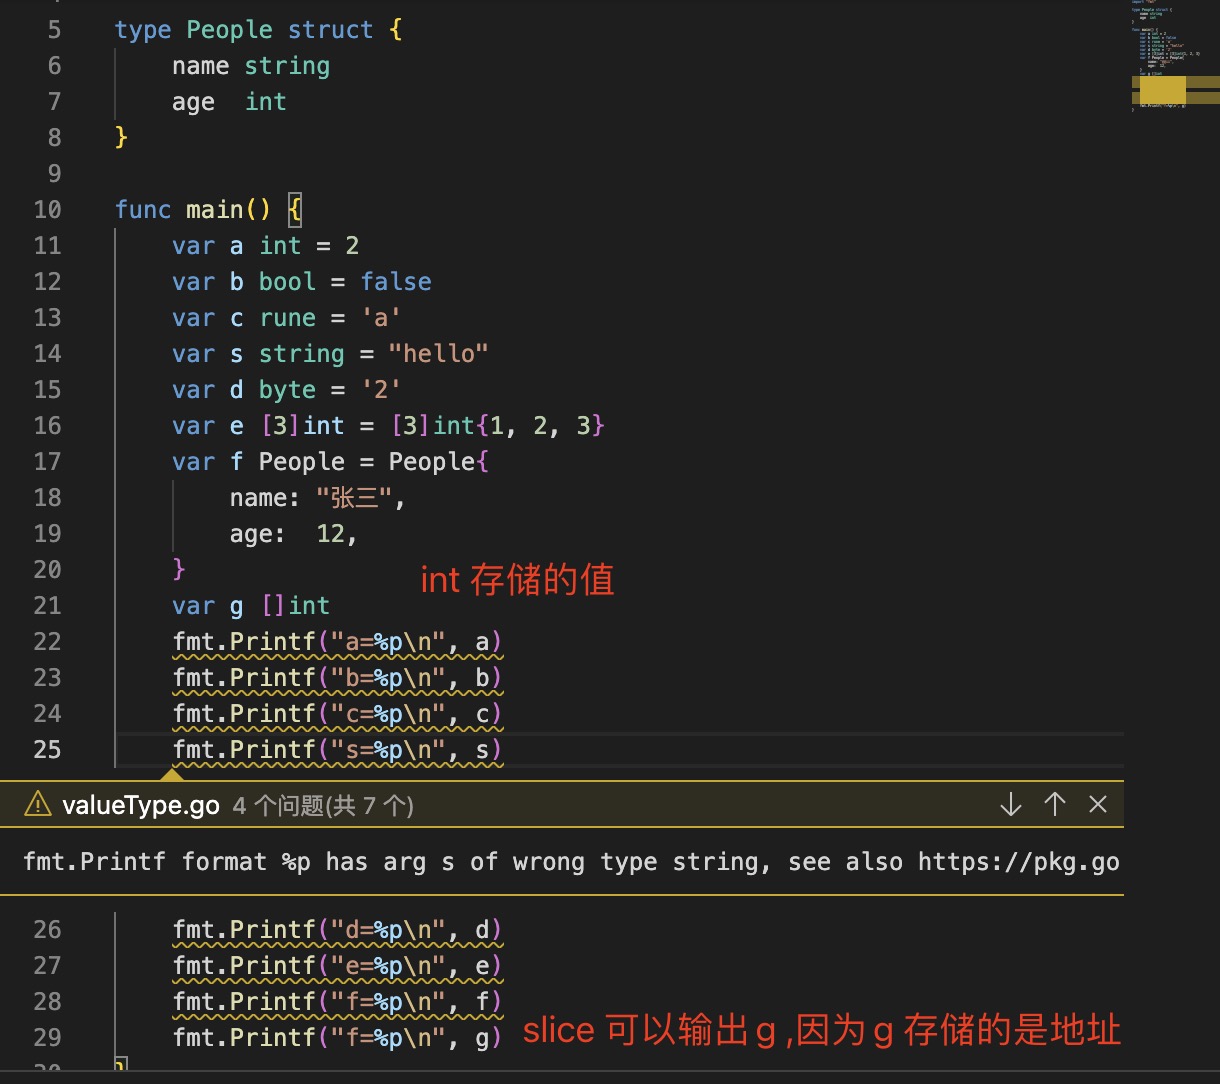 5 type People struct {
6 name string
7 age  int
8 }
9
10 func main() {
11 var a int = 2
12 var b bool = false
13 var c rune = 'a'
14 var s string = "hello"
15 var d byte = '2'
16 var e [3]int = [3]int{1, 2, 3}
17 var f People = People{
18 name: "张三",
19 age:  12,
20 }
int 存储的值
21 var g []int
22 fmt.Printf("a=%p\n", a)
23 fmt.Printf("b=%p\n", b)
24 fmt.Printf("c=%p\n", c)
25 fmt.Printf("s=%p\n", s)
valueType.go 4 个问题(共 7 个)
fmt.Printf format %p has arg s of wrong type string, see also https://pkg.go
26 fmt.Printf("d=%p\n", d)
27 fmt.Printf("e=%p\n", e)
28 fmt.Printf("f=%p\n", f)
29 fmt.Printf("f=%p\n", g) slice 可以输出 g ,因为 g 存储的是地址
30 }